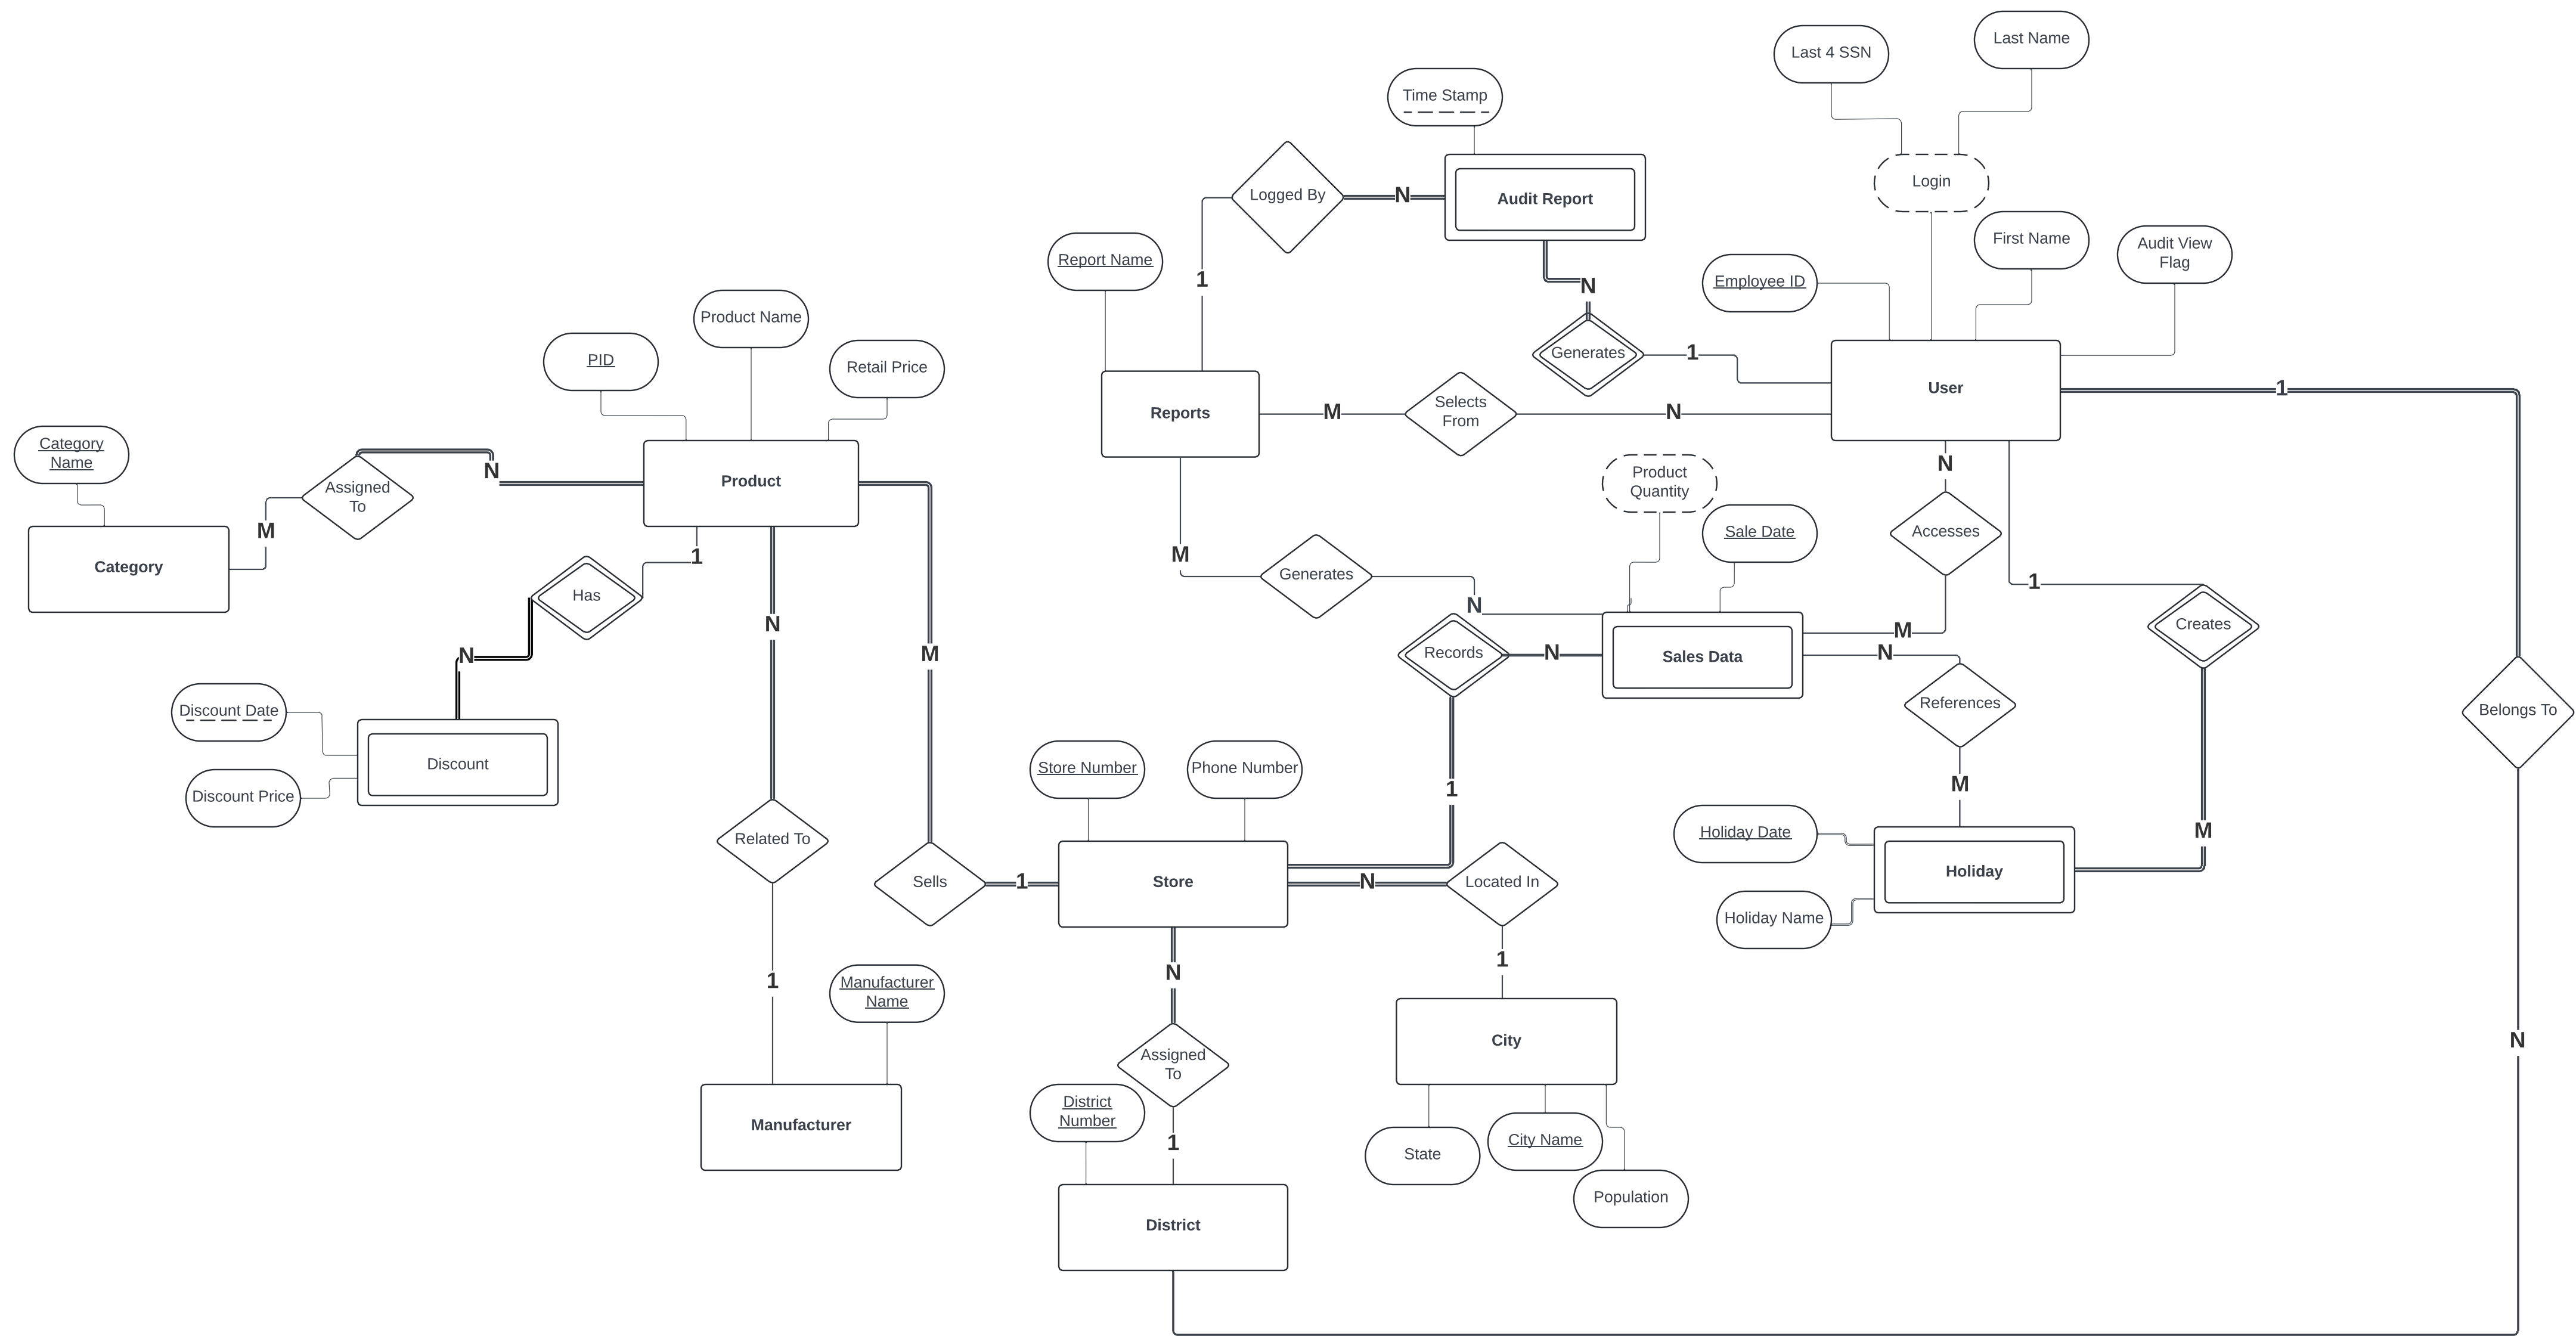 Last 4 SSN
Last Name
Time Stamp
Login
Logged By
N
Audit Report
First Name
Audit View
Flag
Report Name
1
N
Employee ID
Product Name
PID
Retail Price
Generates
1
User
1
Reports
M
Selects
From
N
Category
Name
Assigned
To
N
Product
N
Product
Quantity
Sale Date
Accesses
M
Category
1
M
Generates
N
1
Has
N
M
N
M
Records
N
Sales Data
M
N
Creates
References
Discount Date
Discount
Discount Price
Store Number
Phone Number
1
M
Belongs To
Related To
Holiday Date
M
Sells
1
Store
N
Located In
Holiday
Holiday Name
1
N
1
Manufacturer
Name
Assigned
To
City
N
Manufacturer
District
Number
1
State
City Name
Population
District